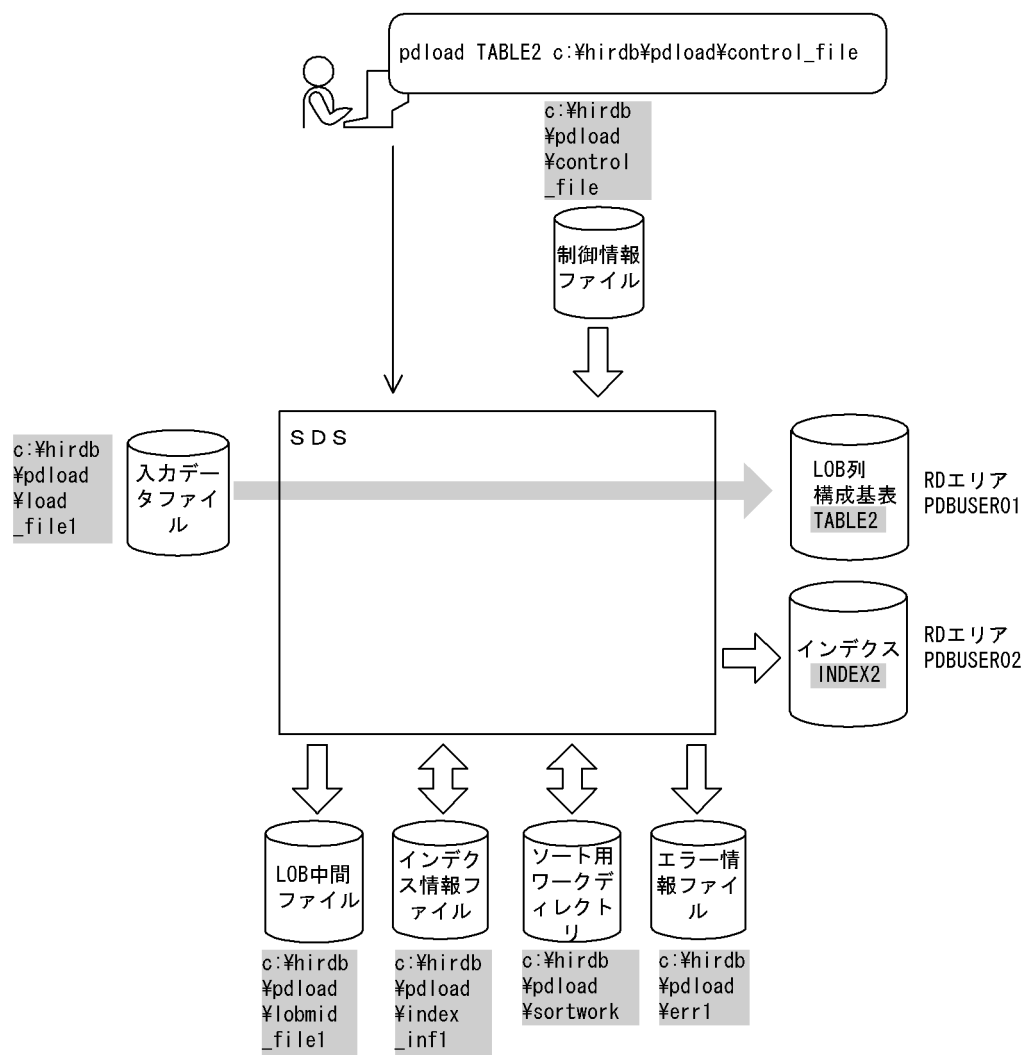 pdload TABLE2 c:¥hirdb¥pdload¥control_file
c:¥hirdb
¥pdload
¥control
_file
制御情報
ファイル
SDS
c:¥hirdb
¥pdload
¥load
_file1
入力デー
タファイ
ル
LOB列
構成基表
TABLE2
RDエリア
PDBUSER01
インデクス
INDEX2
RDエリア
PDBUSER02
LOB中間
ファイル
インデク
ス情報フ
ァイル
ソート用
ワークデ
ィレクト
リ
エラー情
報ファイ
ル
c:¥hirdb
¥pdload
¥lobmid
_file1
c:¥hirdb
¥pdload
¥index
_inf1
c:¥hirdb
¥pdload
¥sortwork
c:¥hirdb
¥pdload
¥err1